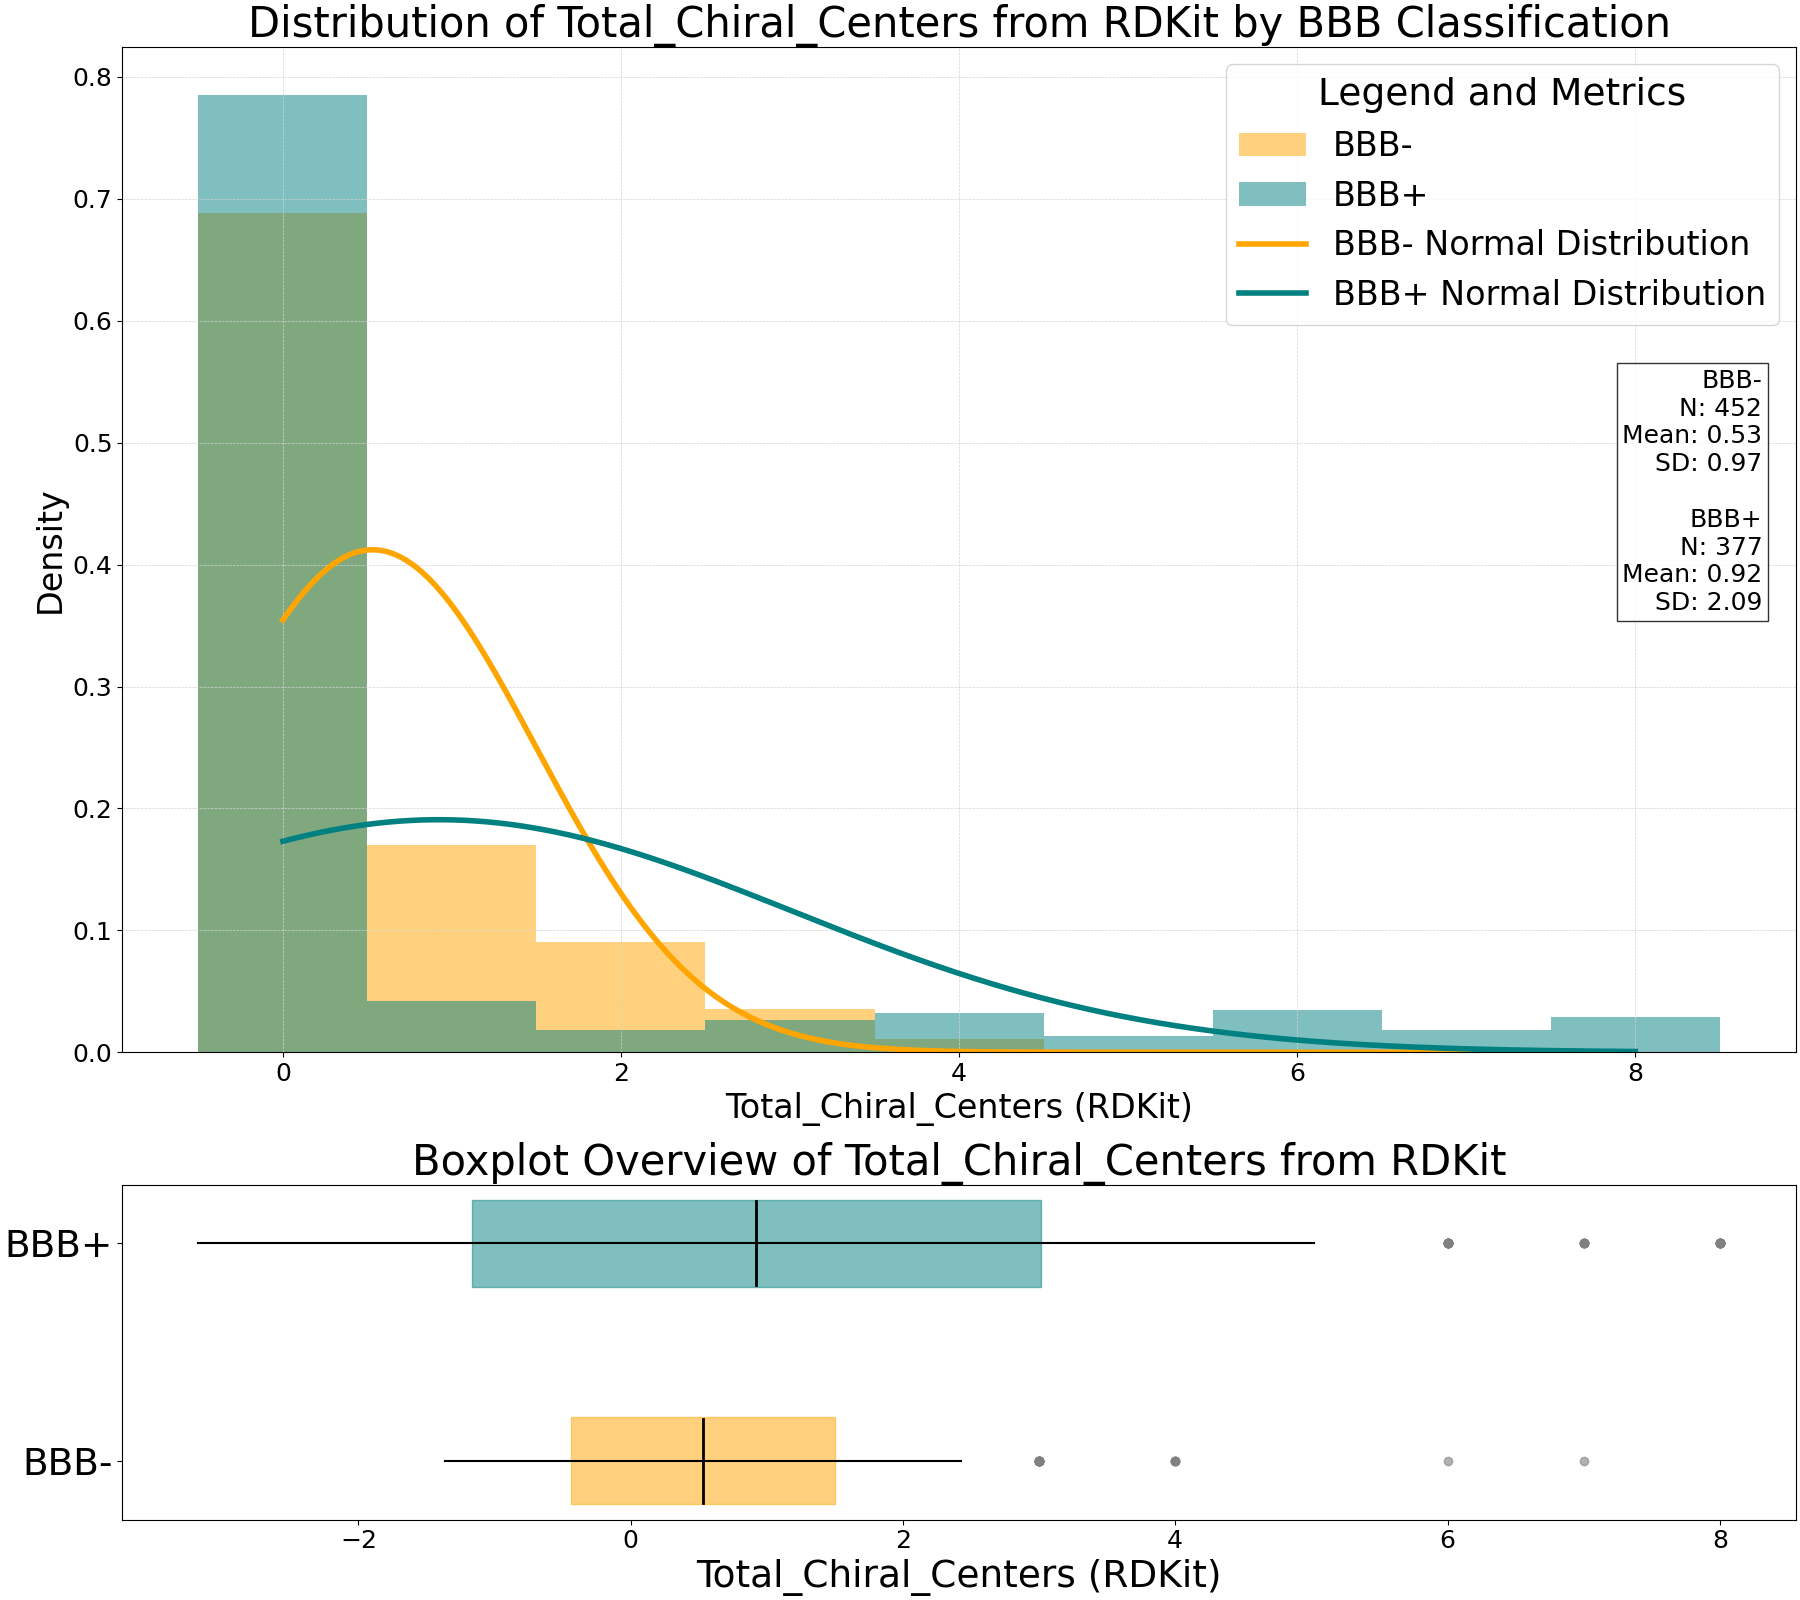 Distribution of Total_Chiral_Centers from RDKit by BBB Classification
0.8
0.7
0.6
0.5
0.4
0.3
0.2
0.1
0.0
Density
Legend and Metrics
BBB-
BBB+
BBB- Normal Distribution
BBB+ Normal Distribution
BBB-
N: 452
Mean: 0.53
SD: 0.97
BBB+
N: 377
Mean: 0.92
SD: 2.09
0 2 4 6 8
Total_Chiral_Centers (RDKit)
Boxplot Overview of Total_Chiral_Centers from RDKit
BBB+
BBB-
−2 0 2 4 6 8
Total_Chiral_Centers (RDKit)